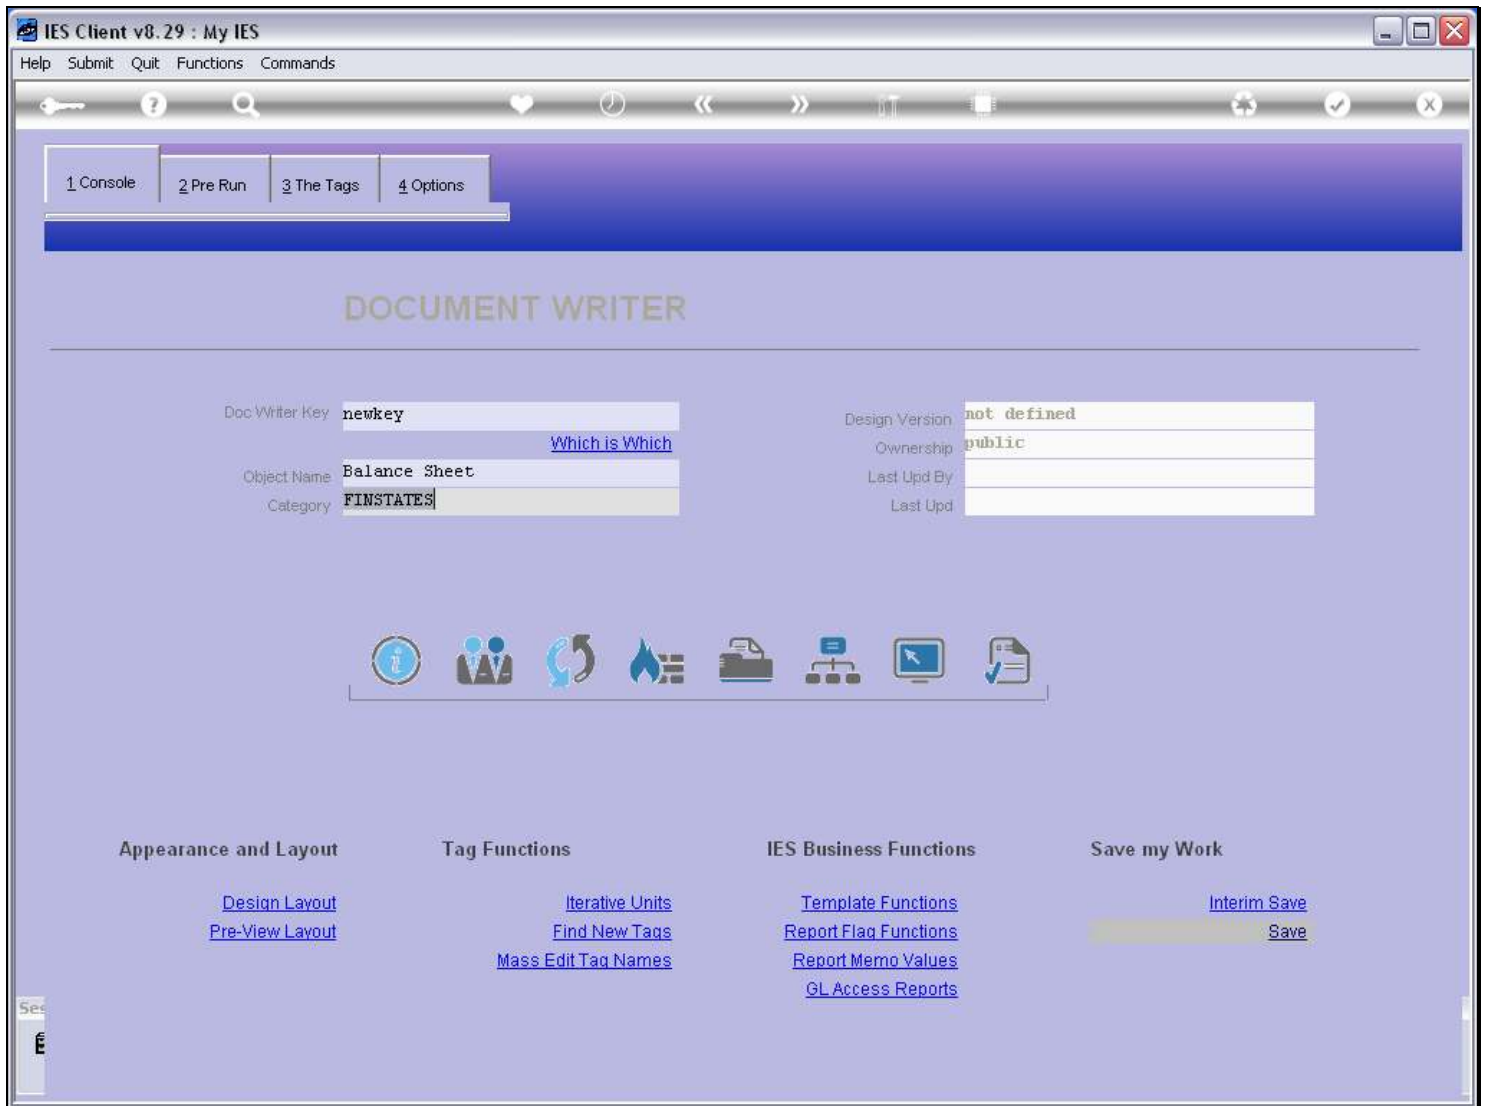 IES Client v8.29 : My IES
Help Submit Quit Functions Commands
1 Console 2 Pre Run 3 The Tags 4 Options
DOCUMENT WRITER
Doc Writer Key newkey
Which is Which
Object Name Balance Sheet
Category FINSTATES
Design Version not defined
Ownership public
Last Upd By
Last Upd
Appearance and Layout
Design Layout
Pre-View Layout
Tag Functions
Iterative Units
Find New Tags
Mass Edit Tag Names
IES Business Functions
Template Functions
Report Flag Functions
Report Memo Values
GL Access Reports
Save my Work
Interim Save
Save